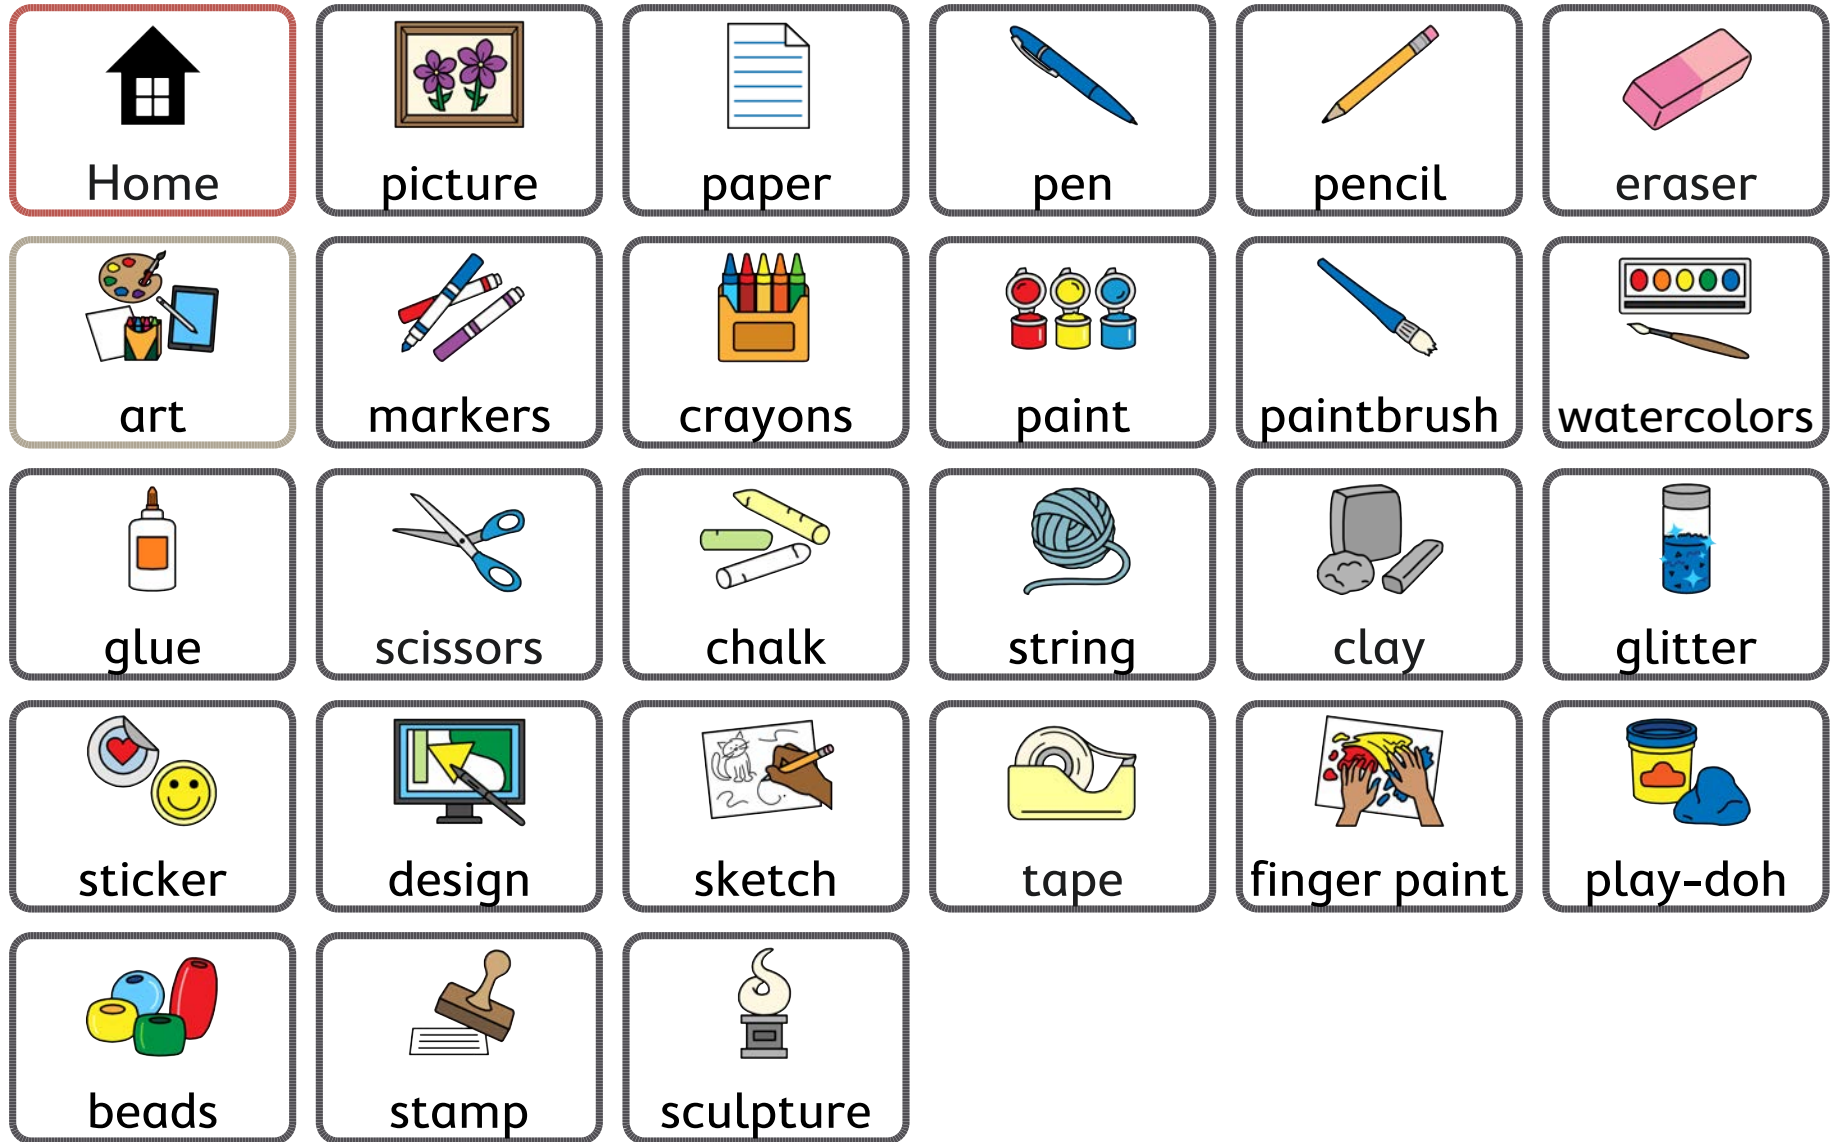 Home
picture
paper
pen
pencil
eraser
art
markers
crayons
paint
paintbrush
watercolors
glue
scissors
chalk
string
clay
glitter
sticker
design
sketch
tape
finger paint
play-doh
beads
stamp
sculpture